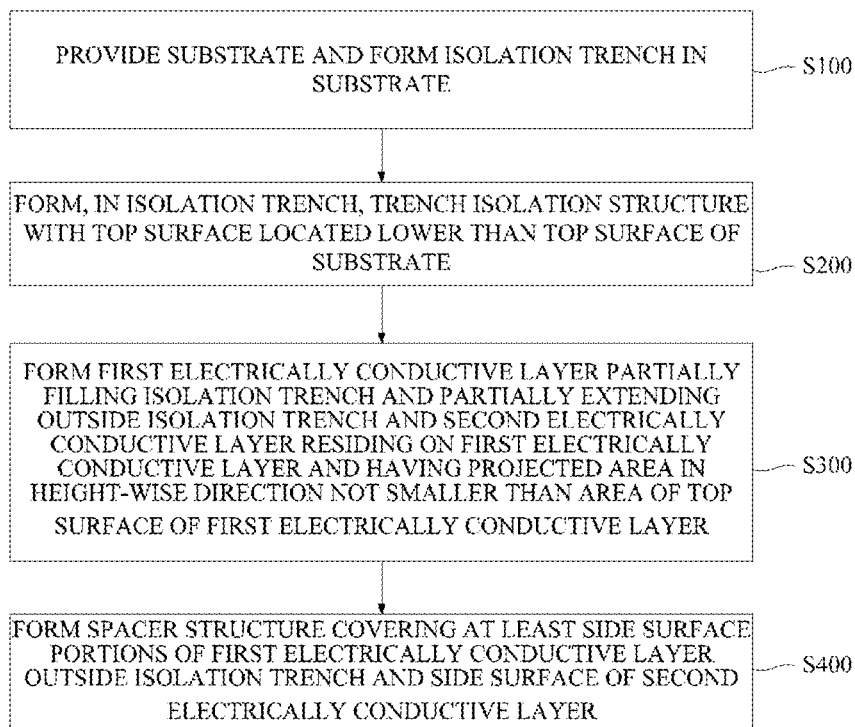 PROVIDE SUBSTRATE AND FORM ISOLATION TRENCH IN
SUBSTRATE
S100
FORM, IN ISOLATION TRENCH, TRENCH ISOLATION STRUCTURE
WITH TOP SURFACE LOCATED LOWER THAN TOP SURFACE OF
SUBSTRATE
S200
FORM FIRST ELECTRICALLY CONDUCTIVE LAYER PARTIALLY
FILLING ISOLATION TRENCH AND PARTIALLY EXTENDING
OUTSIDE ISOLATION TRENCH AND SECOND ELECTRICALLY
CONDUCTIVE LAYER RESIDING ON FIRST ELECTRICALLY
CONDUCTIVE LAYER AND HAVING PROJECTED AREA IN
HEIGHT-WISE DIRECTION NOT SMALLER THAN AREA OF TOP
SURFACE OF FIRST ELECTRICALLY CONDUCTIVE LAYER
S300
FORM SPACER STRUCTURE COVERING AT LEAST SIDE SURFACE
PORTIONS OF FIRST ELECTRICALLY CONDUCTIVE LAYER
OUTSIDE ISOLATION TRENCH AND SIDE SURFACE OF SECOND
ELECTRICALLY CONDUCTIVE LAYER
S400